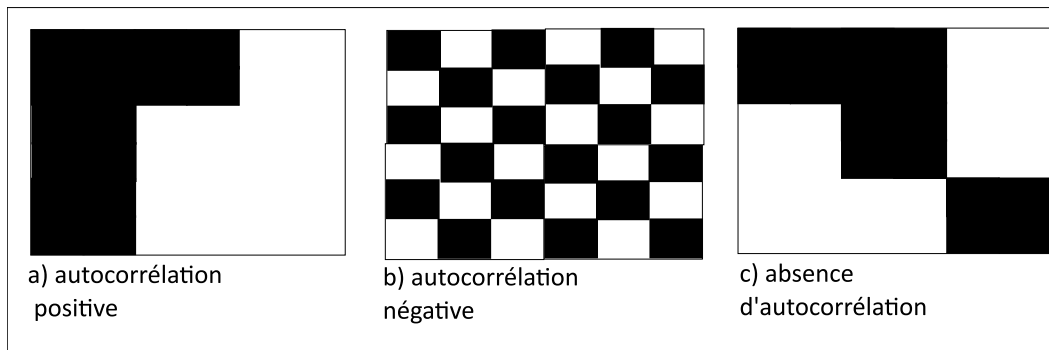 a) autocorrélation
positive
b) autocorrélation
négative
c) absence
d'autocorrélation